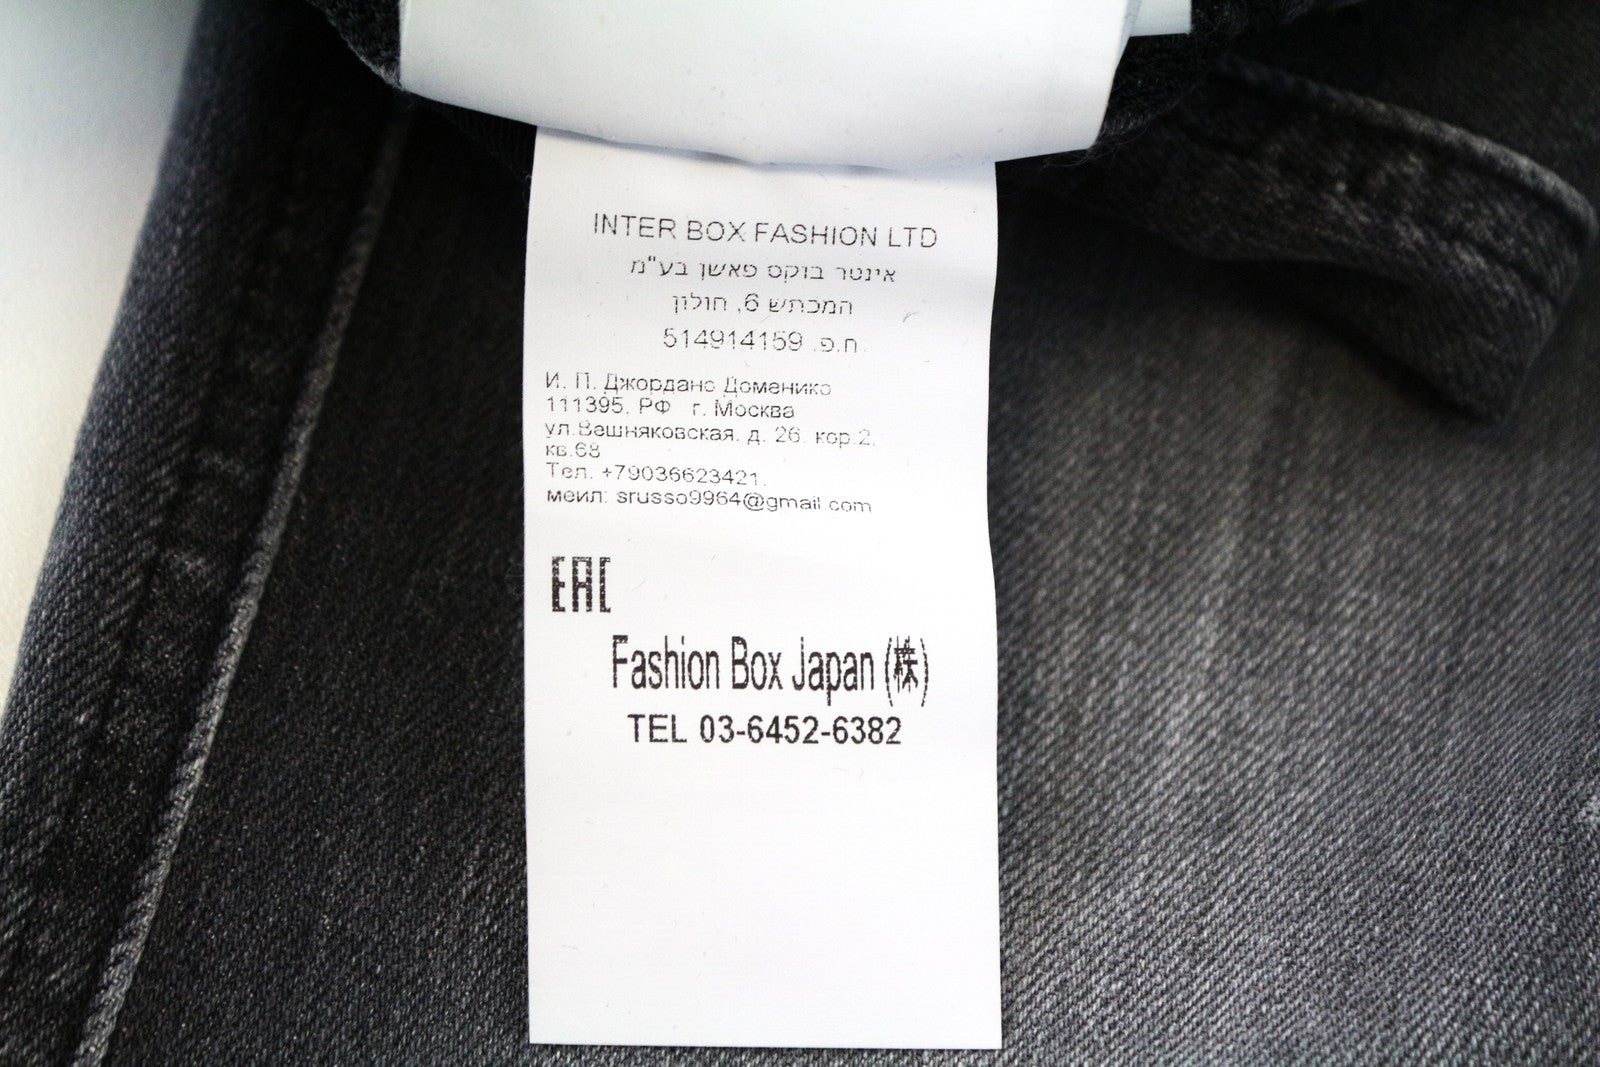 INTER BOX FASHION LTD
אינטר בוקס פאשן בע"מ
המכתש 6, חולון
ח.פ. 514914159
И. П. Джордано Доменико
111395, РФ г. Москва
ул.Вешняковская, д. 26, кор.2,
кв.68
Тел. +79036623421,
меил: srusso9964@gmail.com
EAC
Fashion Box Japan (株)
TEL 03-6452-6382